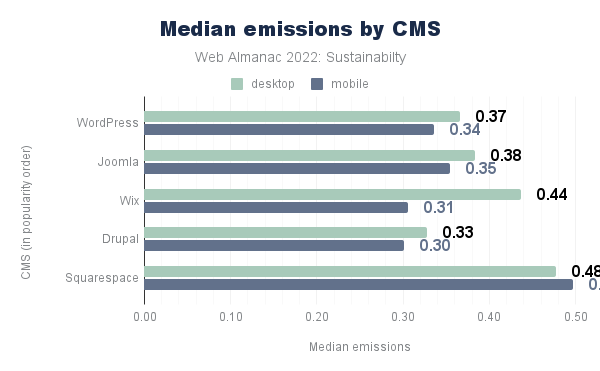 Median emissions by CMS
Web Almanac 2022: Sustainabilty
desktop mobile
WordPress 0.37
0.34
Joomla 0.38
0.35
Wix 0.44
0.31
Drupal 0.33
0.30
Squarespace 0.48
0.
CMS (in popularity order)
0.00 0.10 0.20 0.30 0.40 0.50
Median emissions